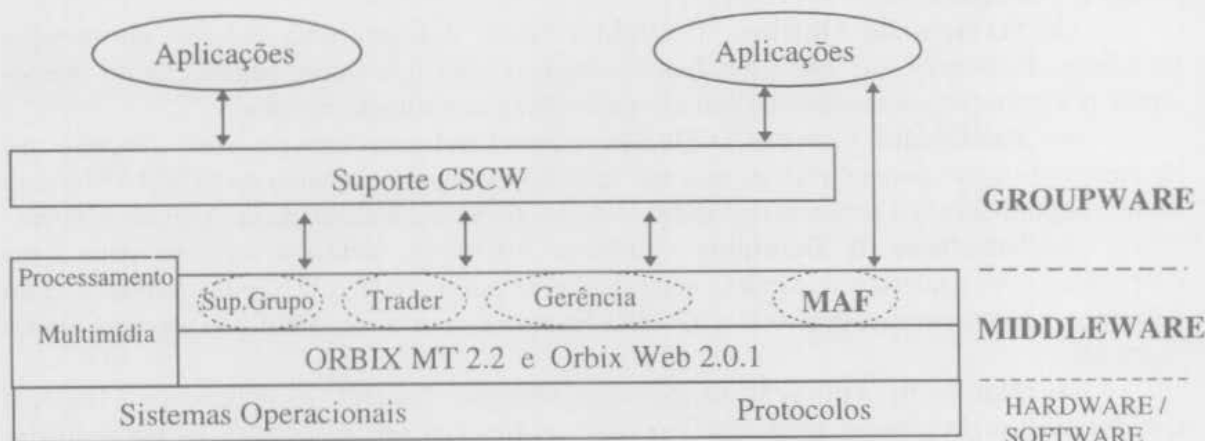 Aplicações
Aplicações
Suporte CSCW
GROUPWARE
Processamento
Multimídia
Sup.Grupo
Trader
Gerência
MAF
MIDDLEWARE
ORBIX MT 2.2 e Orbix Web 2.0.1
Sistemas Operacionais
Protocolos
HARDWARE /
SOFTWARE